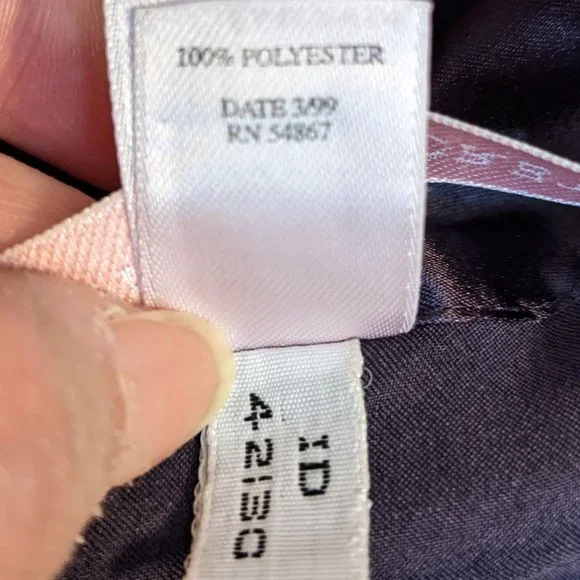 100% POLYESTER
DATE 3/99
RN 54867
ID
42130